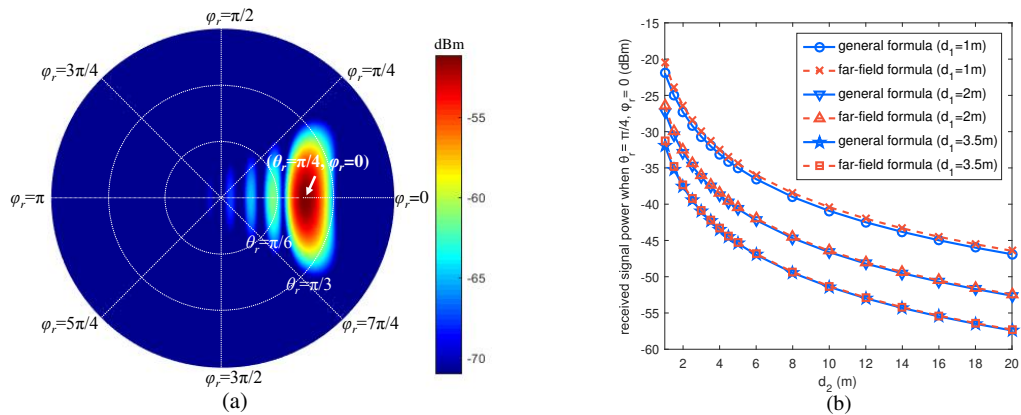 φr=π/2
dBm
φr=3π/4
φr=π/4
-55
(θr=π/4, φr=0)
-60
φr=π
φr=0
θr=π/6
-65
θr=π/3
φr=5π/4
φr=7π/4
-70
φr=3π/2
(a)
received signal power when θr= π/4, φr= 0 (dBm)
-15
-20
-25
-30
-35
-40
-45
-50
-55
-60
general formula (d1=1m)
far-field formula (d1=1m)
general formula (d1=2m)
far-field formula (d1=2m)
general formula (d1=3.5m)
far-field formula (d1=3.5m)
2 4 6 8 10 12 14 16 18 20
d2 (m)
(b)